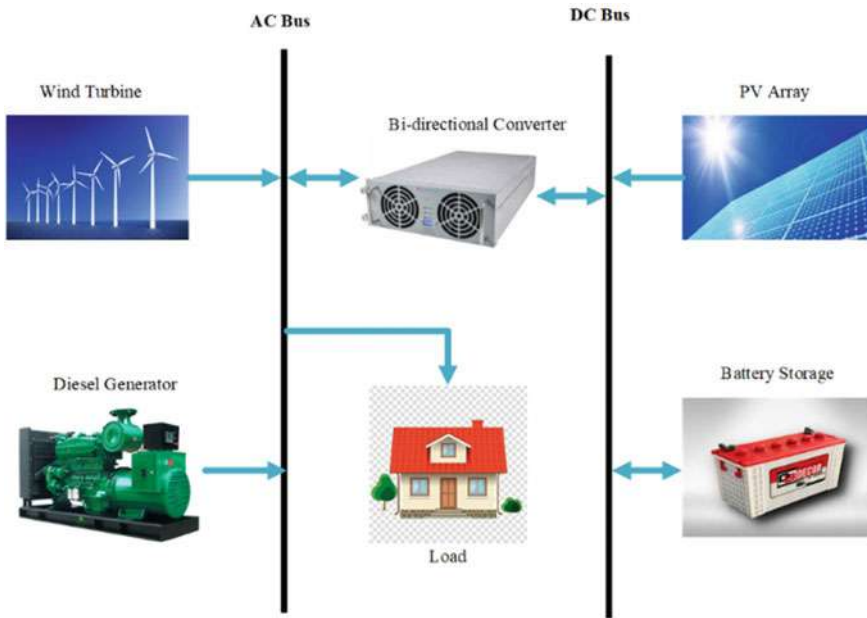 AC Bus
DC Bus
Wind Turbine
PV Array
Bi-directional Converter
Diesel Generator
Battery Storage
Load